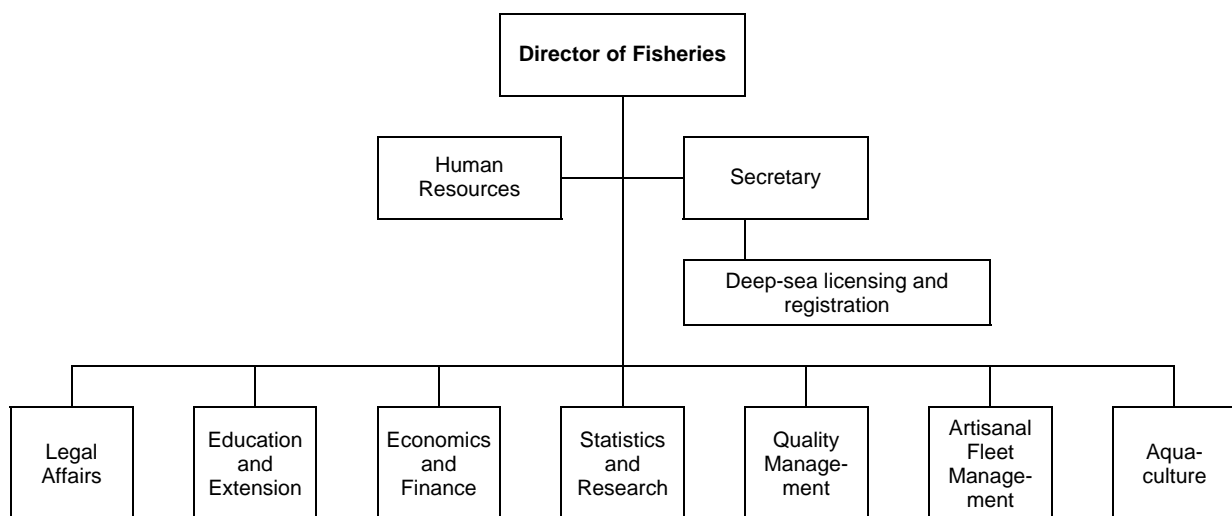 Director of Fisheries
Human
Resources
Secretary
Deep-sea licensing and
registration
Legal
Affairs
Education
and
Extension
Economics
and
Finance
Statistics
and
Research
Quality
Manage-
ment
Artisanal
Fleet
Manage-
ment
Aqua-
culture